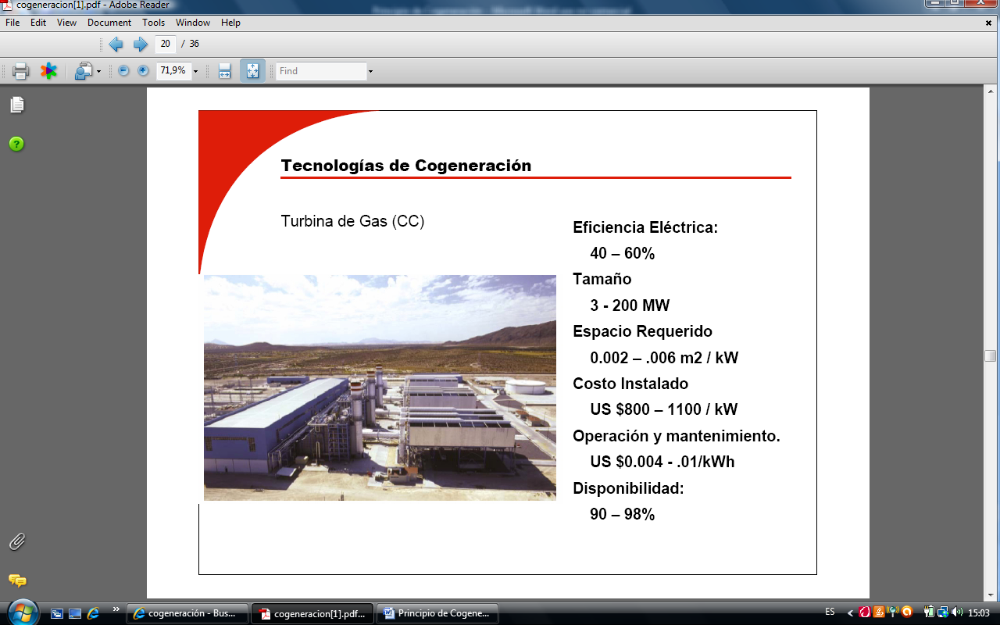 cogeneracion[1].pdf - Adobe Reader
File Edit View Document Tools Window Help
20 / 36
71,9% Find
Tecnologías de Cogeneración
Turbina de Gas (CC)
Eficiencia Eléctrica:
40 – 60%
Tamaño
3 - 200 MW
Espacio Requerido
0.002 – .006 m2 / kW
Costo Instalado
US $800 – 1100 / kW
Operación y mantenimiento.
US $0.004 - .01/kWh
Disponibilidad:
90 – 98%
cogeneración - Bus... cogeneracion[1].pdf... Principio de Cogene... ES 15:03